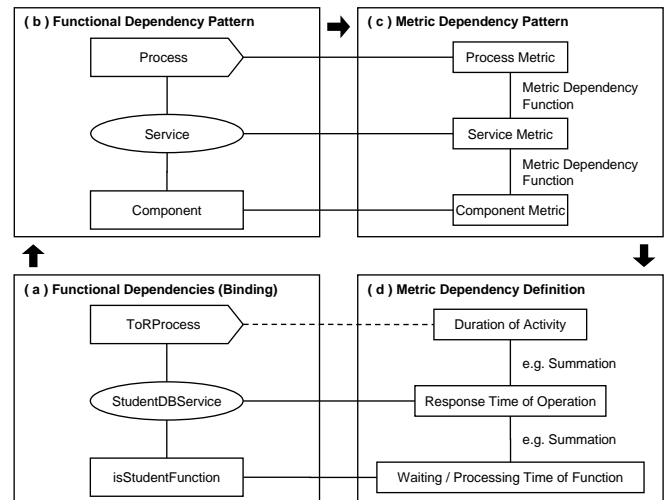 ( b ) Functional Dependency Pattern
Process
Service
Component
( c ) Metric Dependency Pattern
Process Metric
Metric Dependency
Function
Service Metric
Metric Dependency
Function
Component Metric
( a ) Functional Dependencies (Binding)
ToRProcess
StudentDBService
isStudentFunction
( d ) Metric Dependency Definition
Duration of Activity
e.g. Summation
Response Time of Operation
e.g. Summation
Waiting / Processing Time of Function